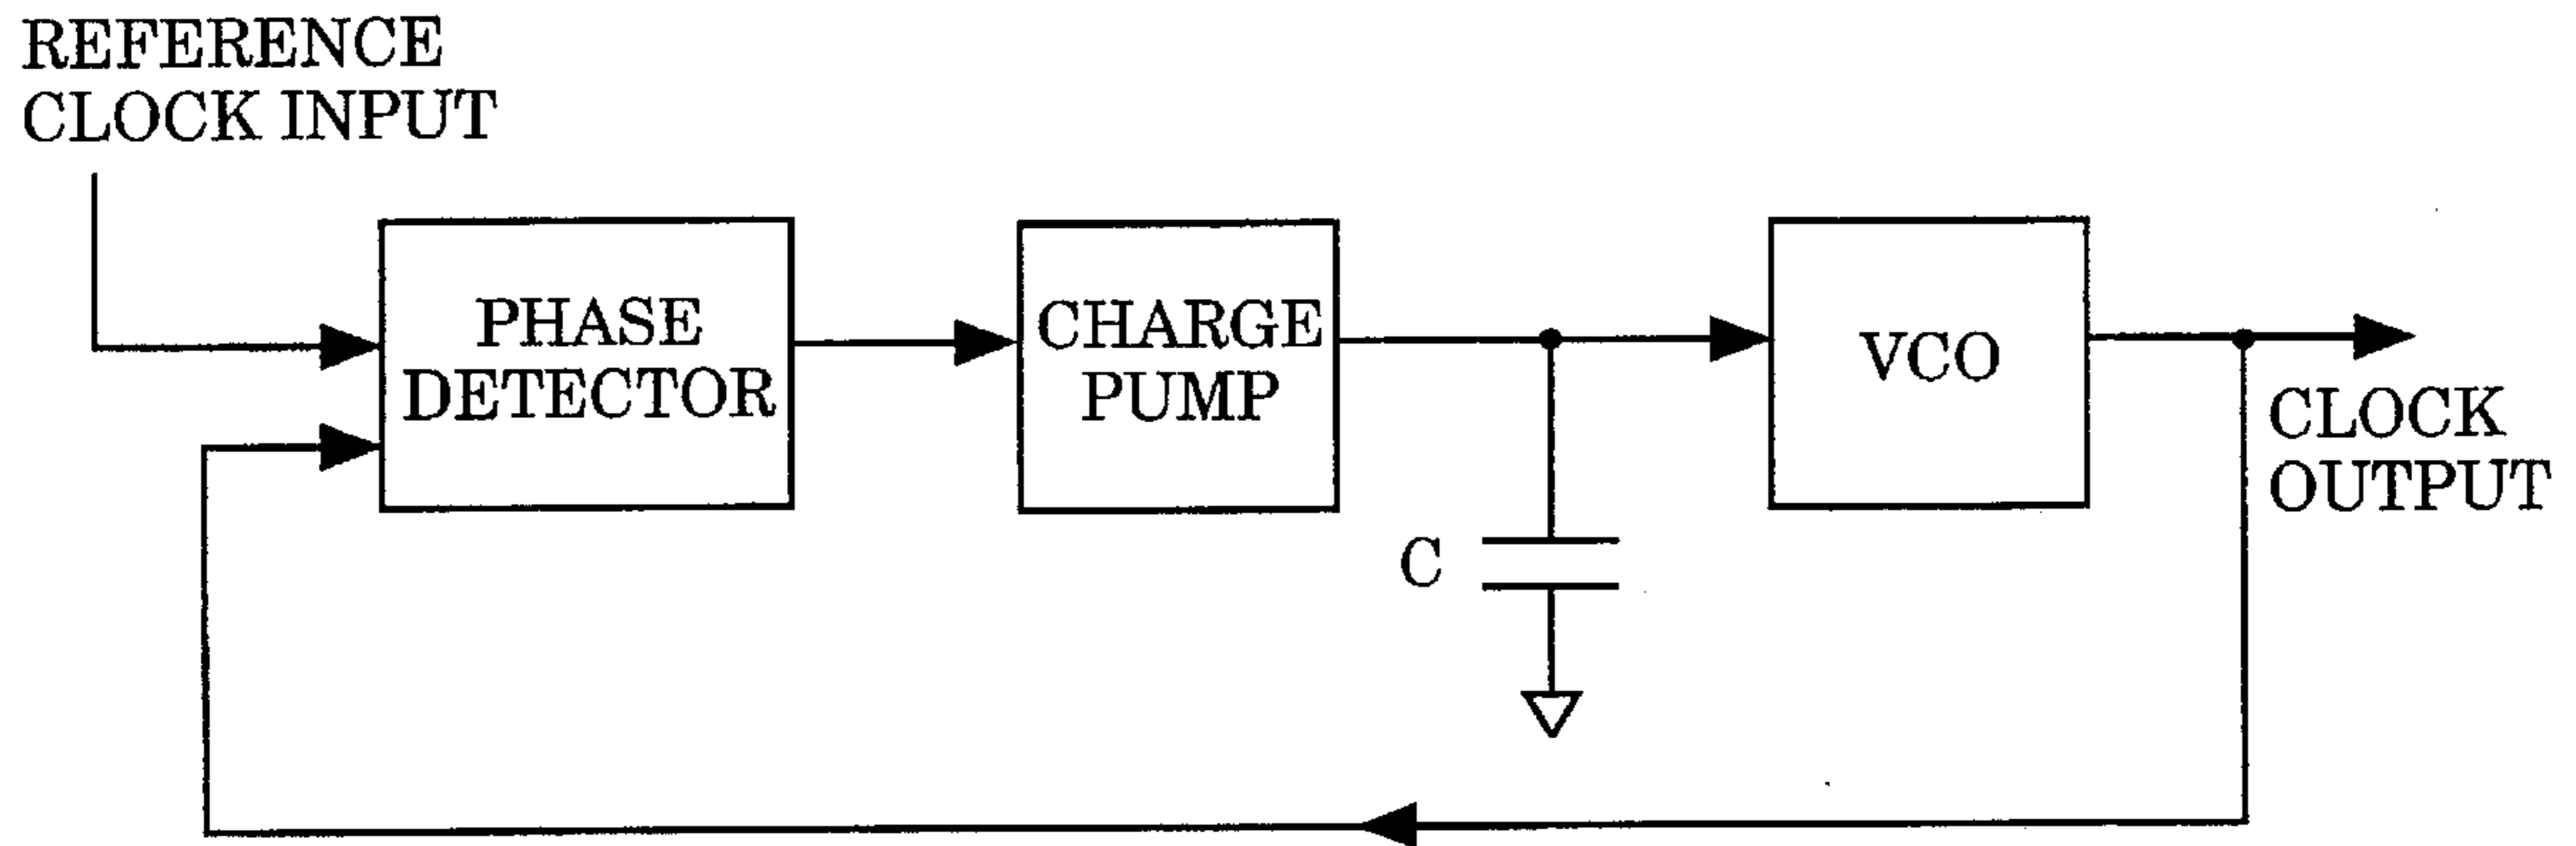 REFERENCE
CLOCK INPUT
PHASE
DETECTOR
CHARGE
PUMP
VCO
C
CLOCK
OUTPUT